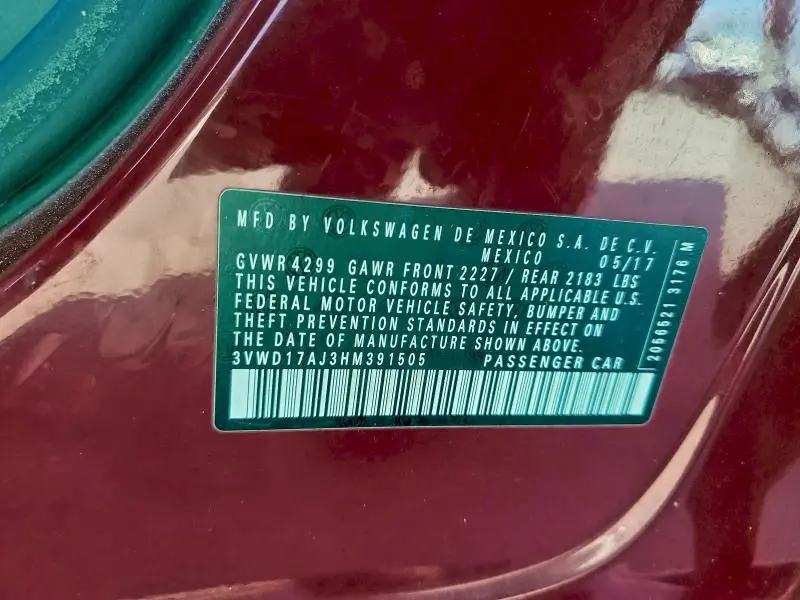 MFD BY VOLKSWAGEN DE MEXICO S.A. DE C.V.
MEXICO 05/17
GVWR 4299 GAWR FRONT 2227 / REAR 2183 LBS
THIS VEHICLE CONFORMS TO ALL APPLICABLE U.S.
FEDERAL MOTOR VEHICLE SAFETY, BUMPER AND
THEFT PREVENTION STANDARDS IN EFFECT ON
THE DATE OF MANUFACTURE SHOWN ABOVE.
3VWD17AJ3HM391505 PASSENGER CAR
2066621 3176 M